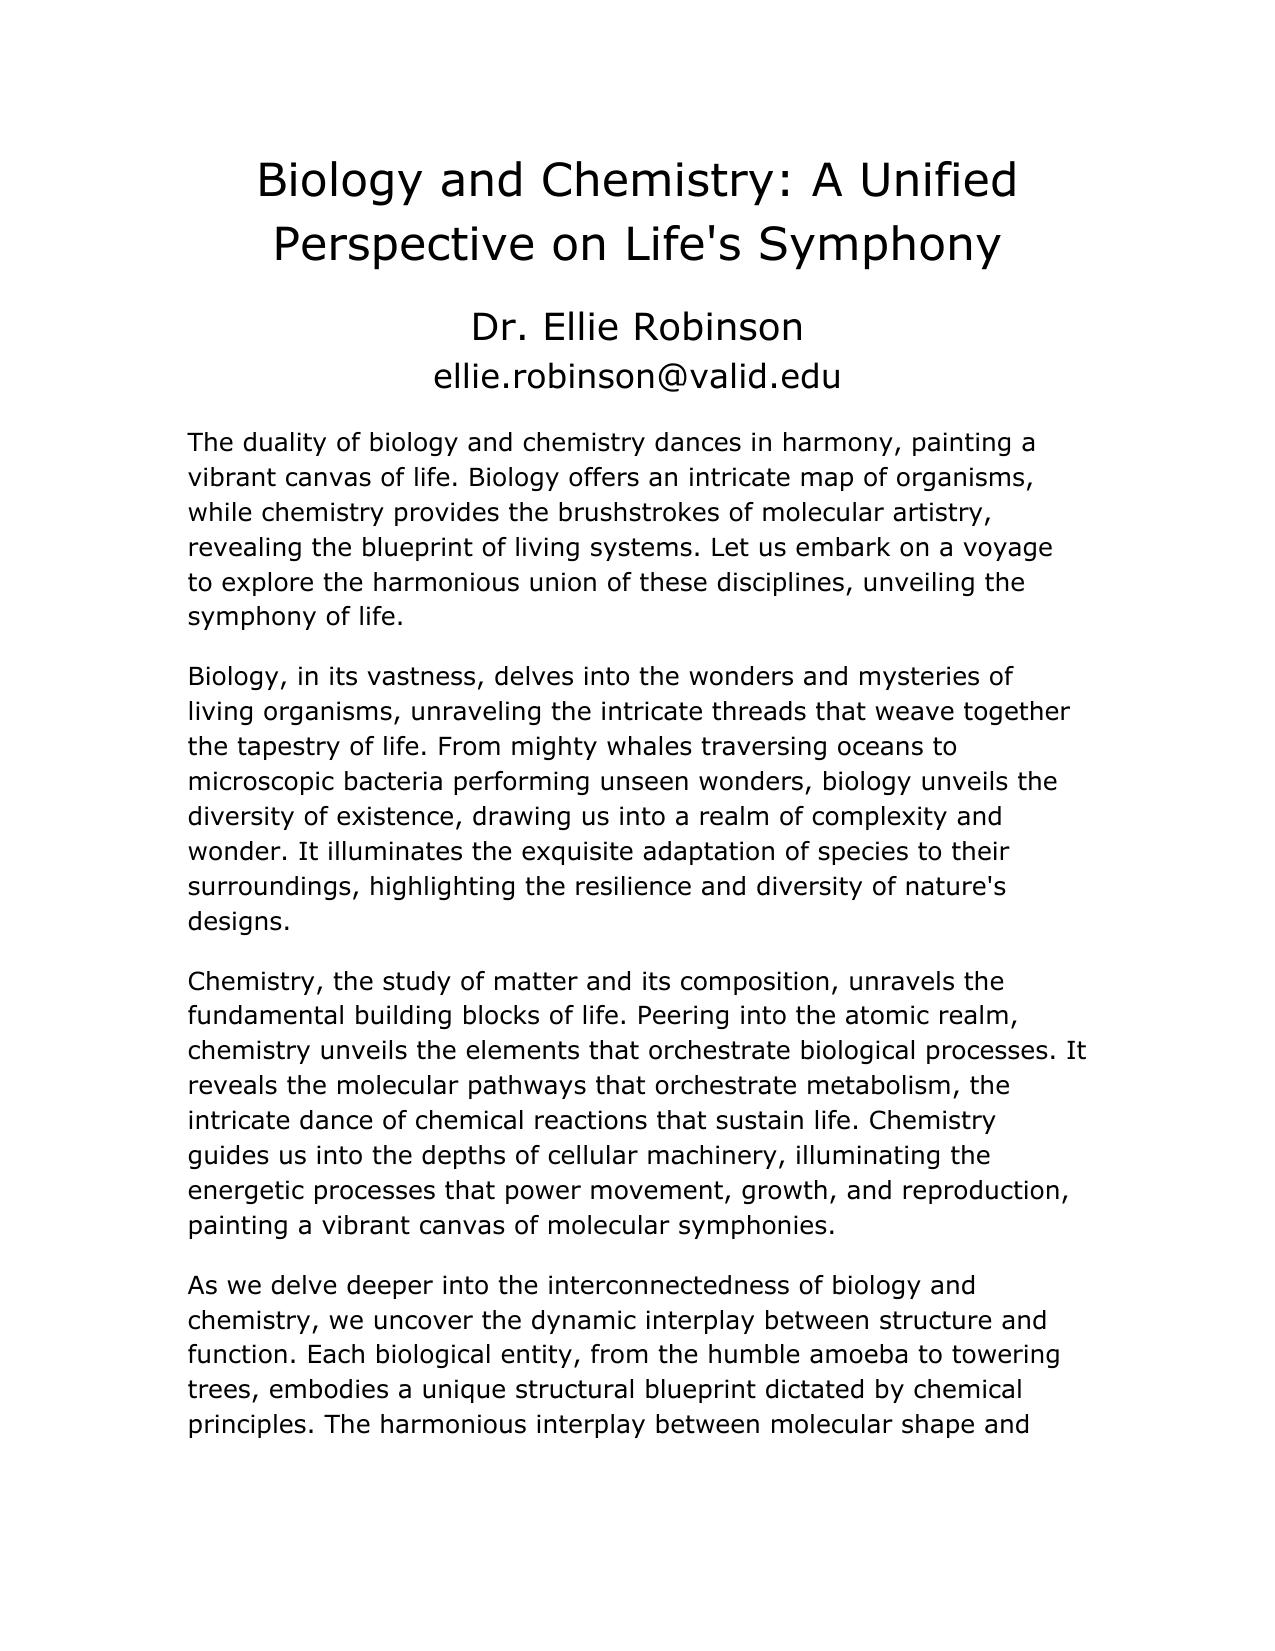 Biology and Chemistry: A Unified
Perspective on Life's Symphony
Dr. Ellie Robinson
ellie.robinson@valid.edu
The duality of biology and chemistry dances in harmony, painting a
vibrant canvas of life. Biology offers an intricate map of organisms,
while chemistry provides the brushstrokes of molecular artistry,
revealing the blueprint of living systems. Let us embark on a voyage
to explore the harmonious union of these disciplines, unveiling the
symphony of life.
Biology, in its vastness, delves into the wonders and mysteries of
living organisms, unraveling the intricate threads that weave together
the tapestry of life. From mighty whales traversing oceans to
microscopic bacteria performing unseen wonders, biology unveils the
diversity of existence, drawing us into a realm of complexity and
wonder. It illuminates the exquisite adaptation of species to their
surroundings, highlighting the resilience and diversity of nature's
designs.
Chemistry, the study of matter and its composition, unravels the
fundamental building blocks of life. Peering into the atomic realm,
chemistry unveils the elements that orchestrate biological processes. It
reveals the molecular pathways that orchestrate metabolism, the
intricate dance of chemical reactions that sustain life. Chemistry
guides us into the depths of cellular machinery, illuminating the
energetic processes that power movement, growth, and reproduction,
painting a vibrant canvas of molecular symphonies.
As we delve deeper into the interconnectedness of biology and
chemistry, we uncover the dynamic interplay between structure and
function. Each biological entity, from the humble amoeba to towering
trees, embodies a unique structural blueprint dictated by chemical
principles. The harmonious interplay between molecular shape and